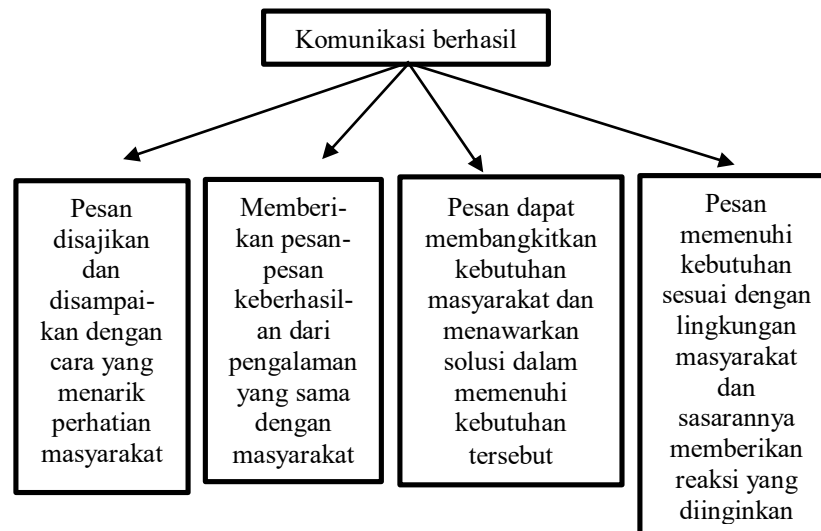 Komunikasi berhasil
Pesan
disajikan
dan
disampai-
kan dengan
cara yang
menarik
perhatian
masyarakat
Memberi-
kan pesan-
pesan
keberhasil-
an dari
pengalaman
yang sama
dengan
masyarakat
Pesan dapat
membangkitkan
kebutuhan
masyarakat dan
menawarkan
solusi dalam
memenuhi
kebutuhan
tersebut
Pesan
memenuhi
kebutuhan
sesuai dengan
lingkungan
masyarakat
dan
sasarannya
memberikan
reaksi yang
diinginkan